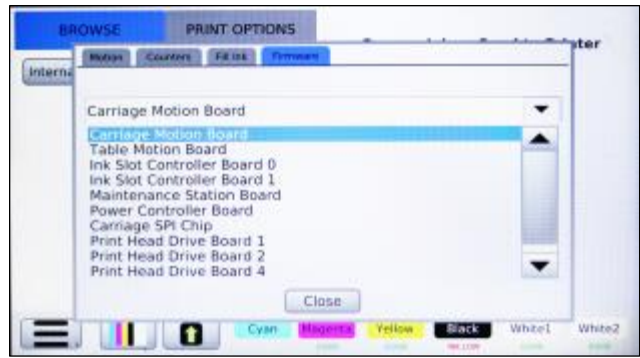 BROWSE PRINT OPTIONS
Motion Counters Fill Ink Firmware
Carriage Motion Board
Carriage Motion Board
Table Motion Board
Ink Slot Controller Board 0
Ink Slot Controller Board 1
Maintenance Station Board
Power Controller Board
Carriage SPI Chip
Print Head Drive Board 1
Print Head Drive Board 2
Print Head Drive Board 4
Close
Cyan Magenta Yellow Black White1 White2